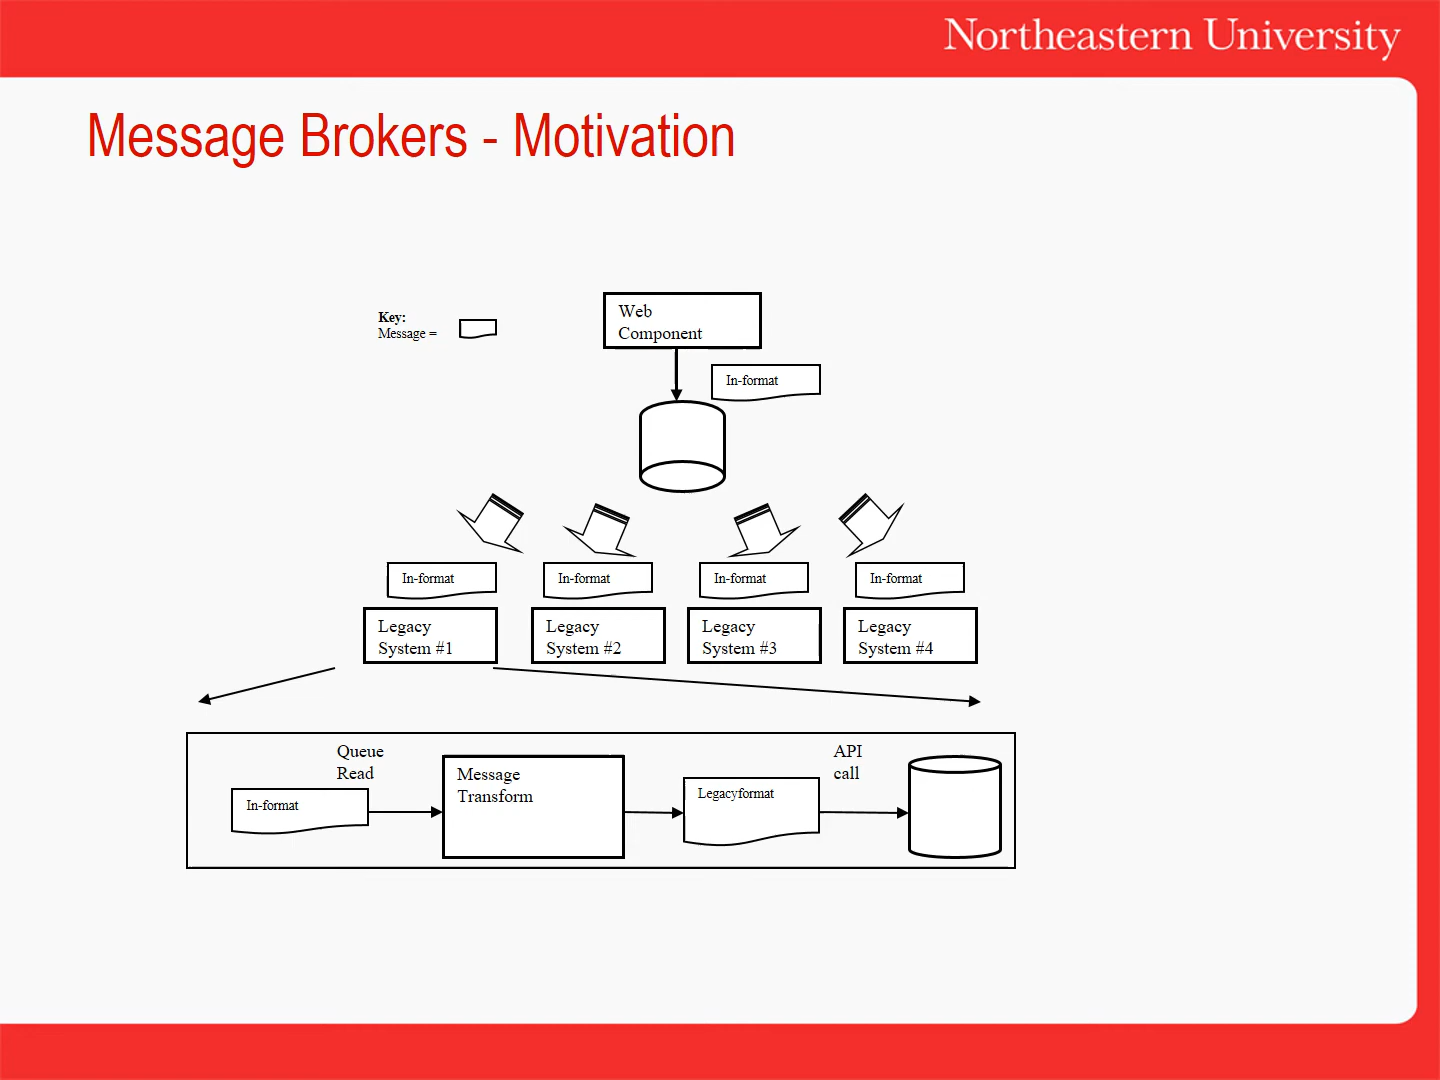 Northeastern University
Message Brokers - Motivation
Key:
Message =
Web
Component
In-format
In-format
In-format
In-format
In-format
Legacy
System #1
Legacy
System #2
Legacy
System #3
Legacy
System #4
Queue
Read
In-format
Message
Transform
Legacyformat
API
call